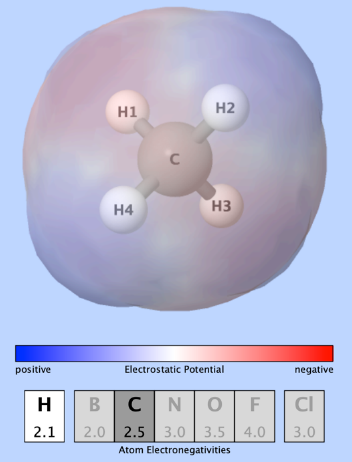 H1 H2
C
H4 H3
positive Electrostatic Potential negative
H B C N O F Cl
2.1 2.0 2.5 3.0 3.5 4.0 3.0
Atom Electronegativities